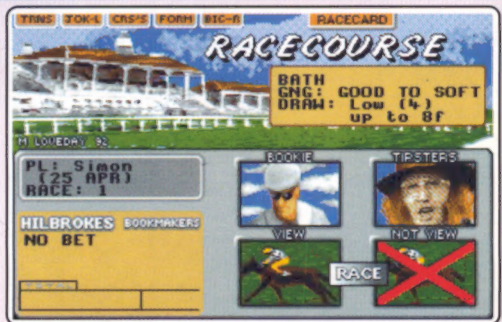 TRNS JOK-L CRS'S FORM BIC-R RACECARD
RACECOURSE
BATH
GNG: GOOD TO SOFT
DRAW: Low (4)
up to 8f
M LOVEDAY 92
PL: Simon
(25 APR)
RACE: 1
BOOKIE
TIPSTERS
HILBROKES BOOKMAKERS
NO BET
VIEW
NOT VIEW
RACE